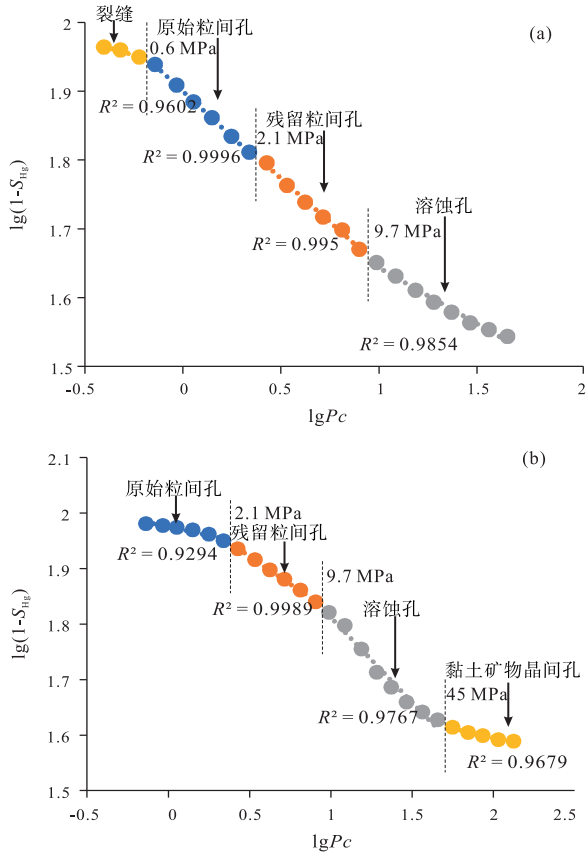 (a)
裂缝
原始粒间孔
0.6 MPa
残留粒间孔
2.1 MPa
溶蚀孔
9.7 MPa
R² = 0.9602
R² = 0.9996
R² = 0.995
R² = 0.9854
lg(1-S_Hg)
2
1.9
1.8
1.7
1.6
1.5
-0.5 0 0.5 1 1.5 2
lgPc
(b)
原始粒间孔
2.1 MPa
残留粒间孔
9.7 MPa
溶蚀孔
黏土矿物晶间孔
45 MPa
R² = 0.9294
R² = 0.9989
R² = 0.9767
R² = 0.9679
lg(1-S_Hg)
2.1
2
1.9
1.8
1.7
1.6
1.5
-0.5 0 0.5 1 1.5 2 2.5
lgPc